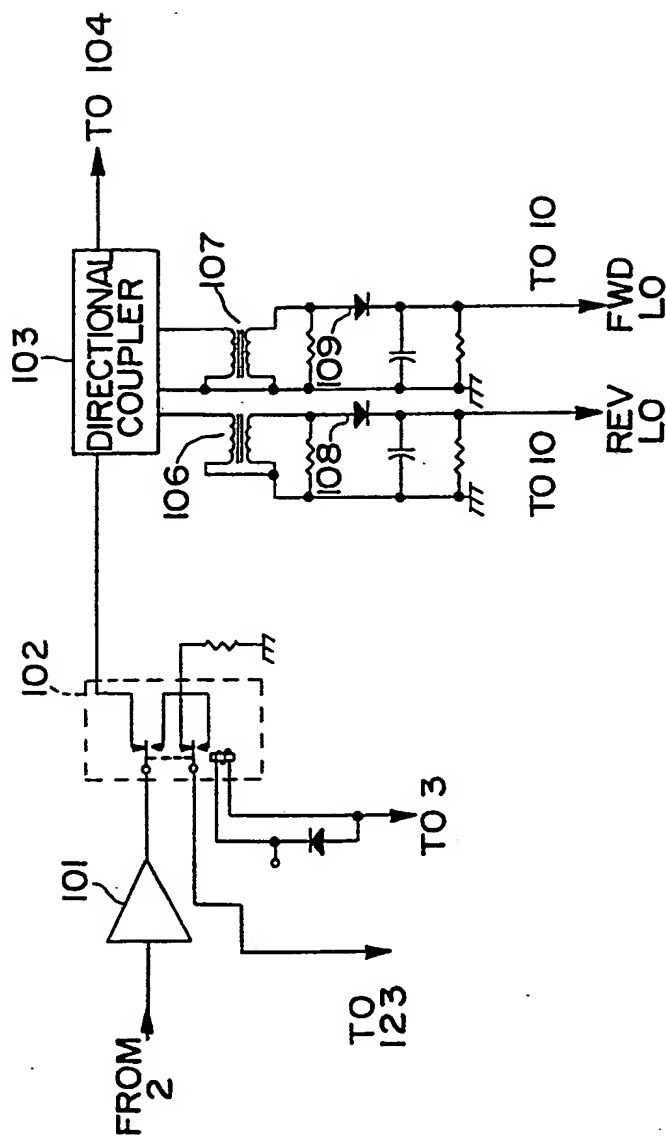 FROM
2
101
102
TO
123
TO 3
103
DIRECTIONAL
COUPLER
TO 104
106
107
108
109
TO 10
TO 10
REV
LO
FWD
LO